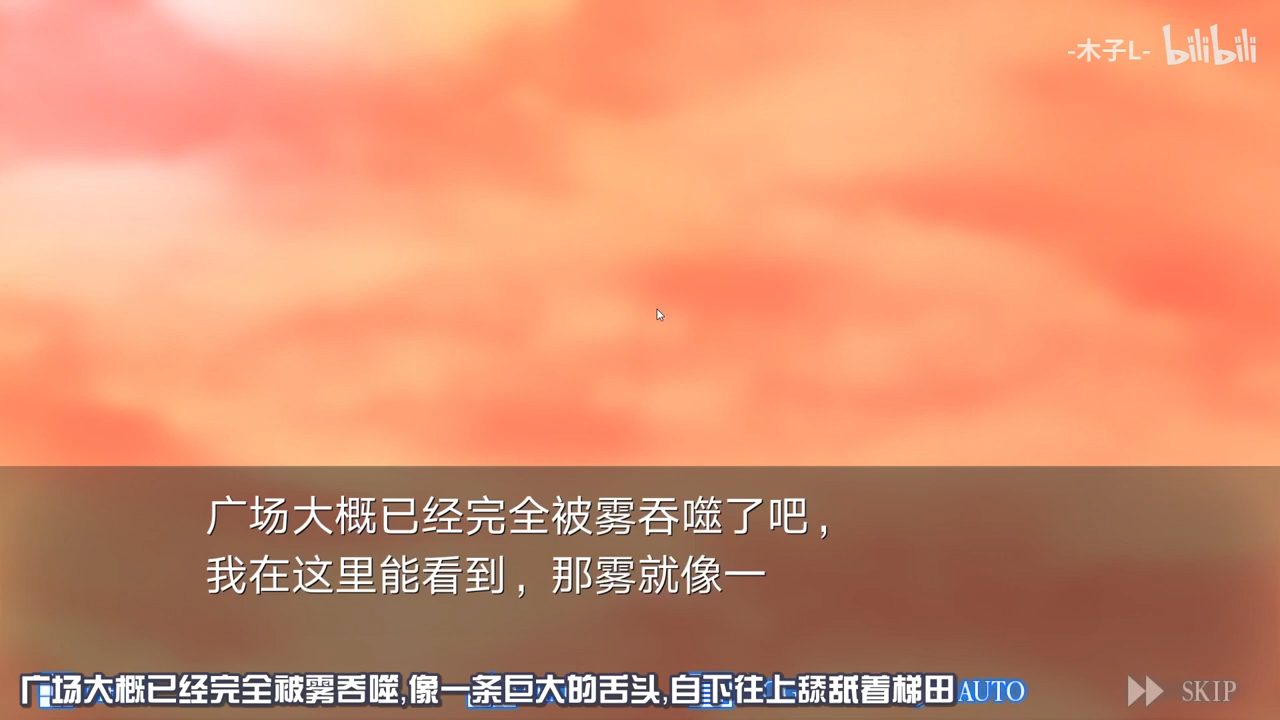 -木子L- bilibili
广场大概已经完全被雾吞噬了吧，
我在这里能看到，那雾就像一
广场大概已经完全被雾吞噬,像一条巨大的舌头,自下往上舔舐着梯田
AUTO
SKIP